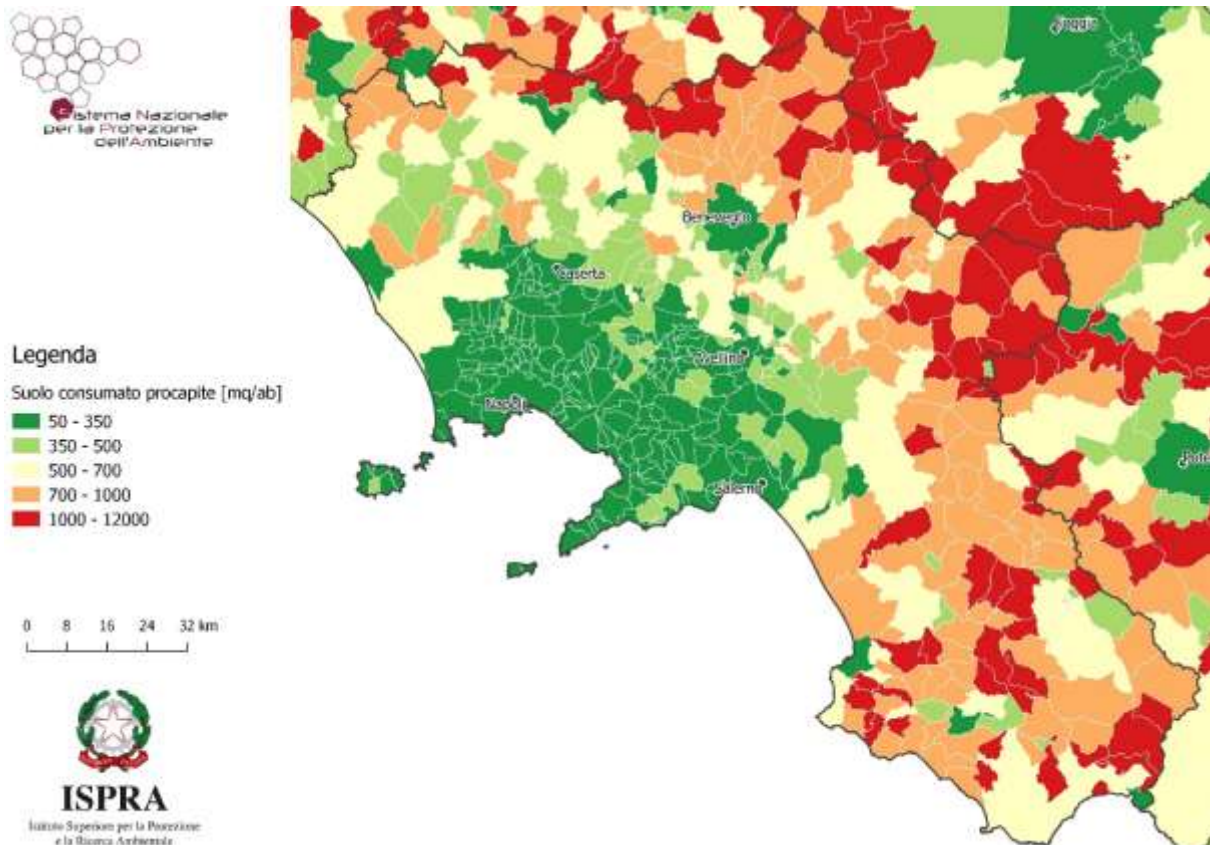 Sistema Nazionale
per la Protezione
dell'Ambiente
Foggia
Benevento
Caserta
Avellino
Napoli
Salerno
Pote
Legenda
Suolo consumato procapite [mq/ab]
50 - 350
350 - 500
500 - 700
700 - 1000
1000 - 12000
0 8 16 24 32 km
ISPRA
Istituto Superiore per la Protezione
e la Ricerca Ambientale